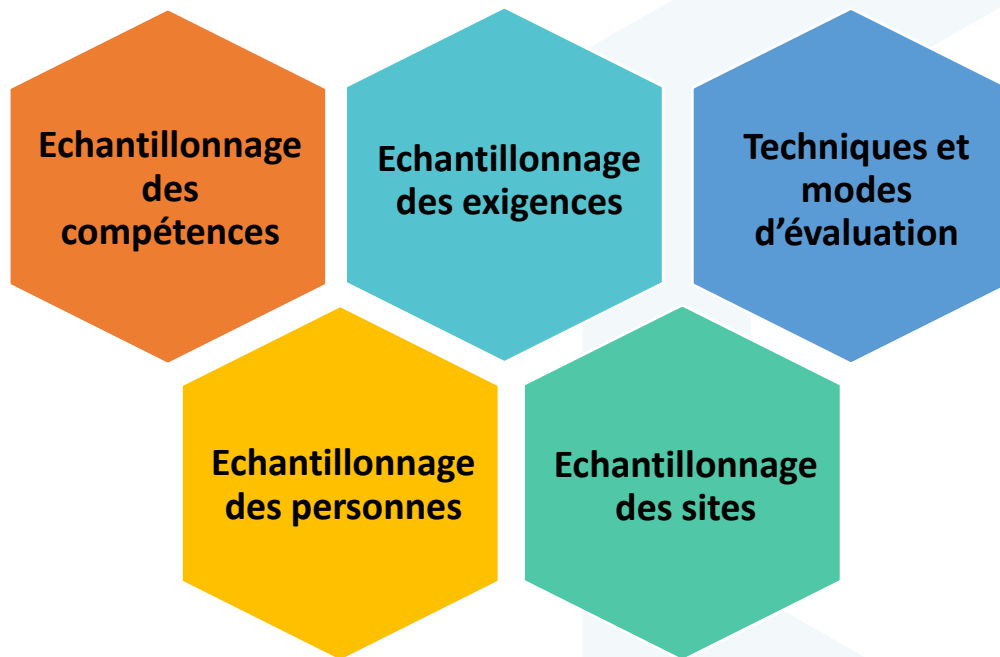 Echantillonnage
des
compétences
Echantillonnage
des exigences
Techniques et
modes
d’évaluation
Echantillonnage
des personnes
Echantillonnage
des sites